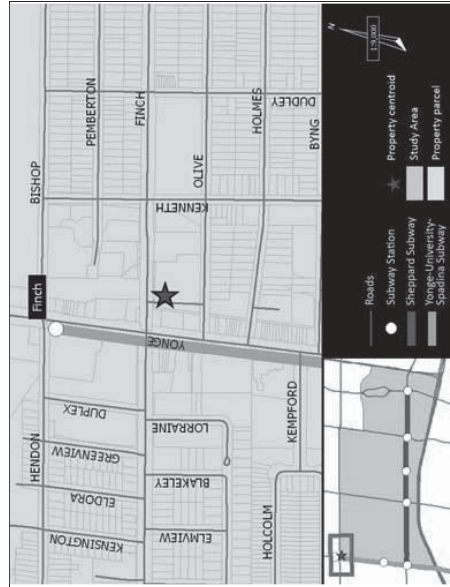 Finch
BISHOP
PEMBERTON
FINCH
KENNETH
OLIVE
HOLMES
BYNG
DUDLEY
YONGE
HENDON
DUPLEX
GREENVIEW
ELDORA
KENSINGTON
LORRAINE
BLAKELEY
ELMVIEW
KEMPFORD
HOLCOLM
N
1:9,000
Roads
Subway Station
Sheppard Subway
Yonge-University-
Spadina Subway
Property centroid
Study Area
Property parcel